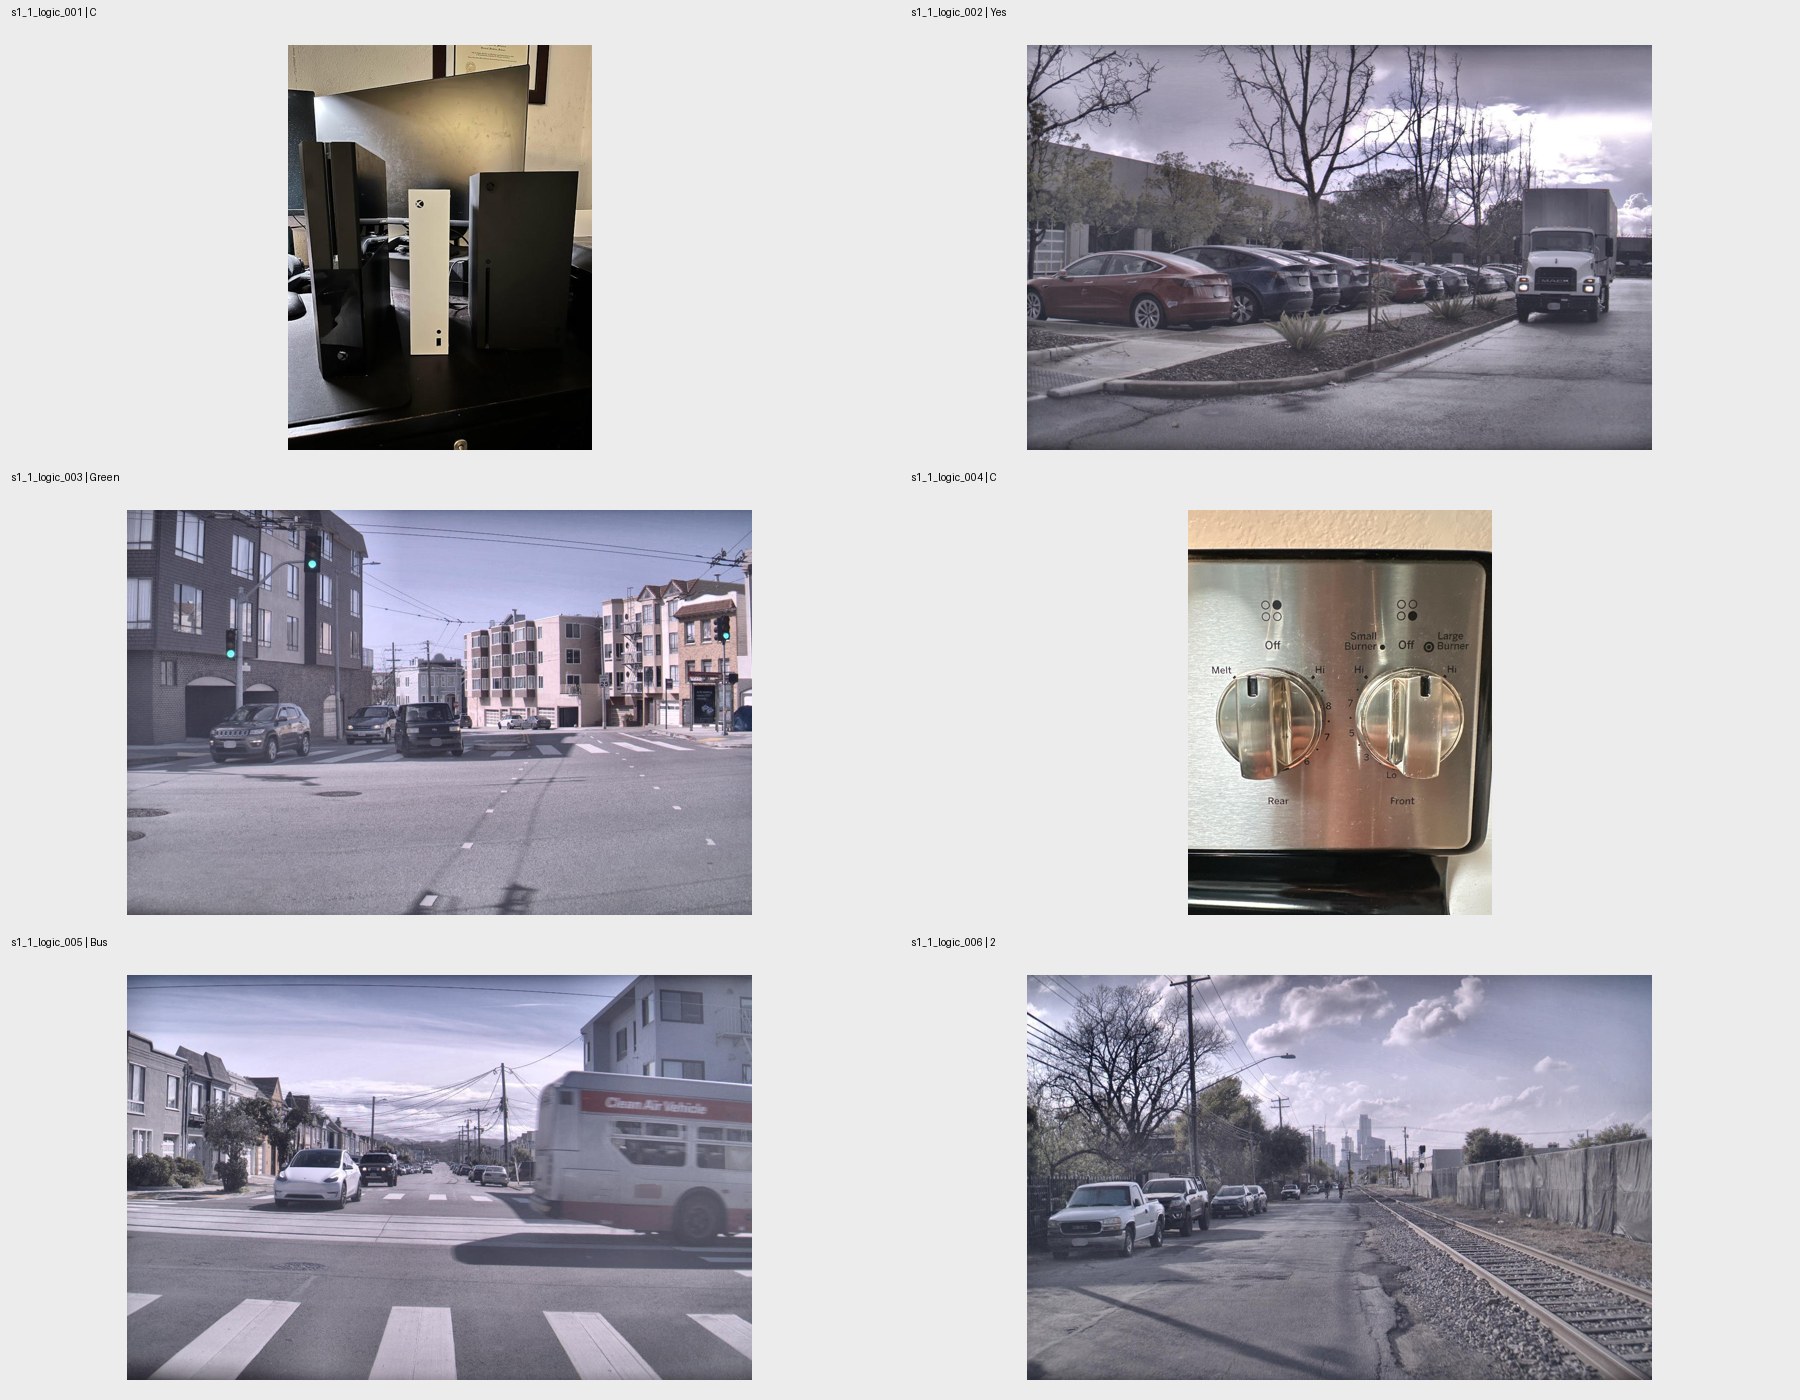 s1_1_logic_001 | C
s1_1_logic_002 | Yes
s1_1_logic_003 | Green
s1_1_logic_004 | C
Off
Small Burner
Off
Large Burner
Melt
Hi
Hi
Hi
8
7
7
5
6
3
Lo
Rear
Front
s1_1_logic_005 | Bus
Clean Air Vehicle
s1_1_logic_006 | 2